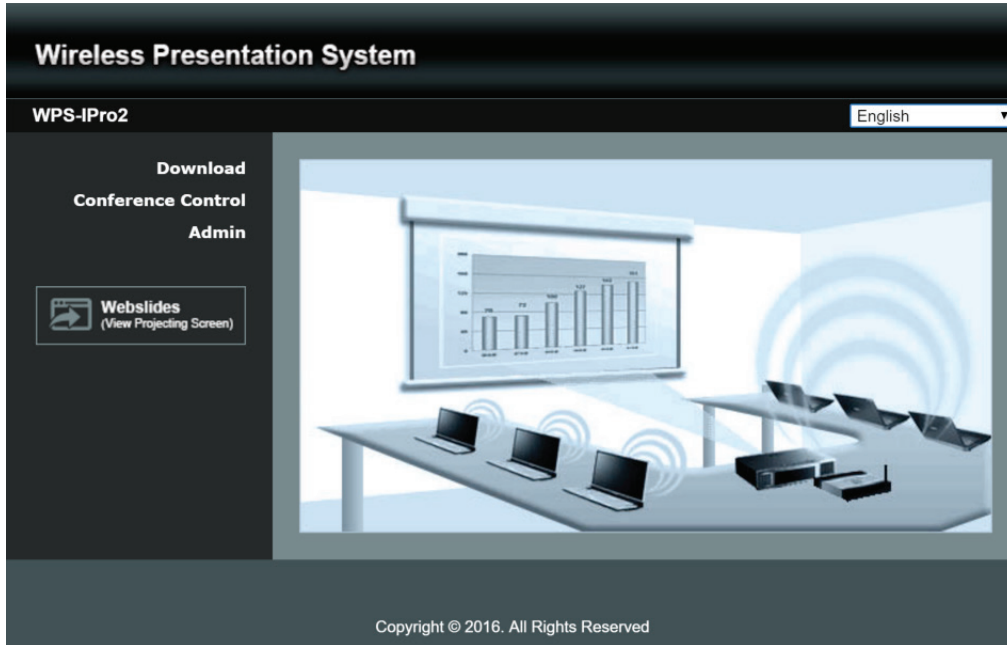 Wireless Presentation System
WPS-IPro2
English
Download
Conference Control
Admin
Webslides
(View Projecting Screen)
Copyright © 2016. All Rights Reserved